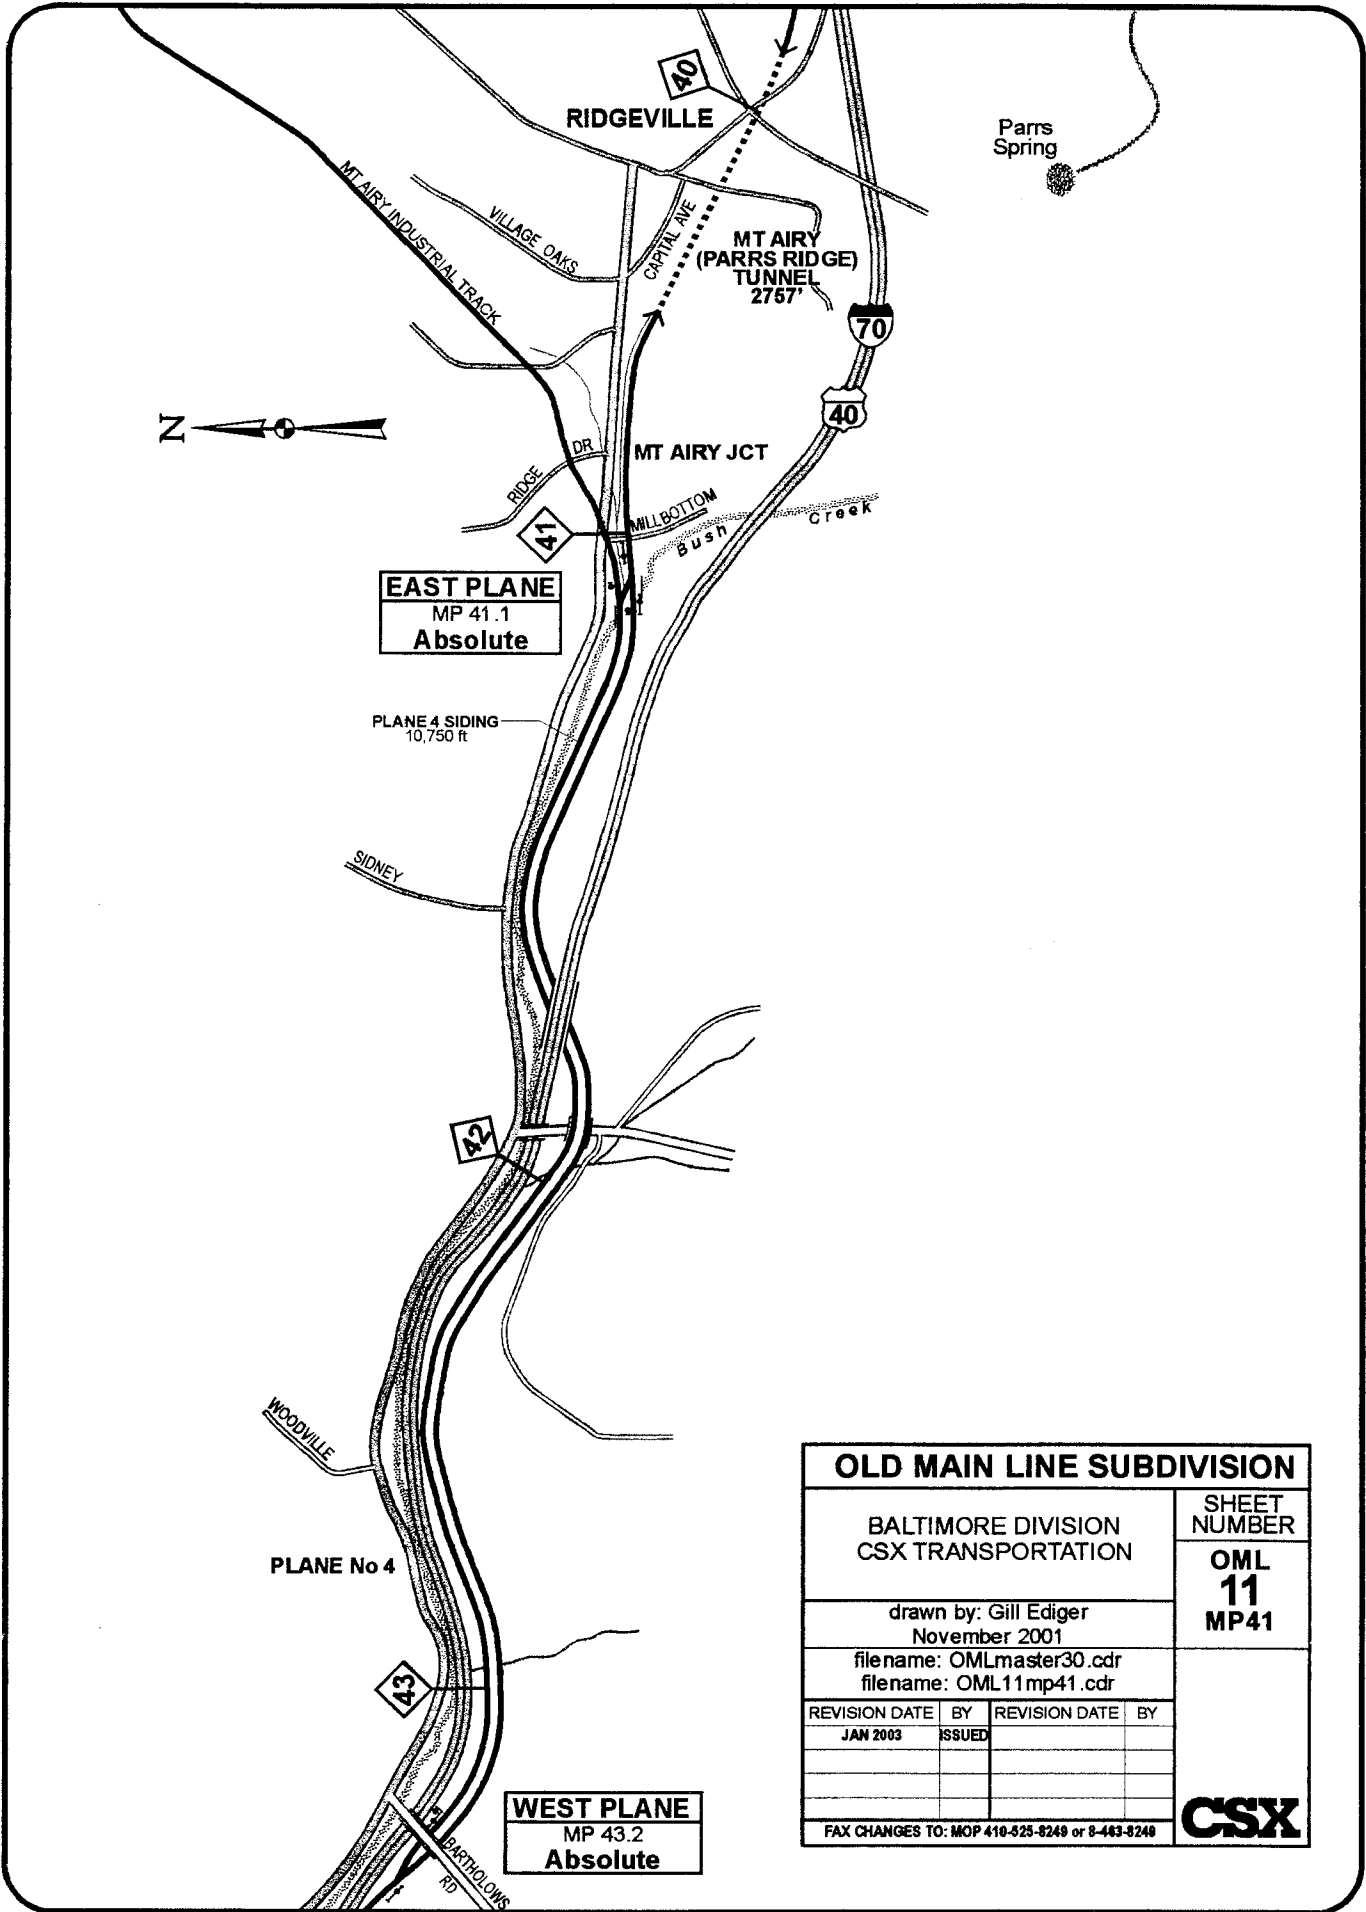 40
RIDGEVILLE
Parrs
Spring
MT AIRY INDUSTRIAL TRACK
VILLAGE OAKS
CAPITAL AVE
MT AIRY
(PARRS RIDGE)
TUNNEL
2757'
70
40
N
RIDGE DR
MT AIRY JCT
41
MILLBOTTOM
Bush Creek
EAST PLANE
MP 41.1
Absolute
PLANE 4 SIDING
10,750 ft
SIDNEY
42
WOODVILLE
PLANE No 4
43
WEST PLANE
MP 43.2
Absolute
BARTHOLOWS
RD
OLD MAIN LINE SUBDIVISION
BALTIMORE DIVISION
CSX TRANSPORTATION
SHEET
NUMBER
OML
11
MP41
drawn by: Gill Ediger
November 2001
filename: OMLmaster30.cdr
filename: OML11mp41.cdr
REVISION DATE BY REVISION DATE BY
JAN 2003 ISSUED
FAX CHANGES TO: MOP 410-525-8249 or 8-463-8249
CSX